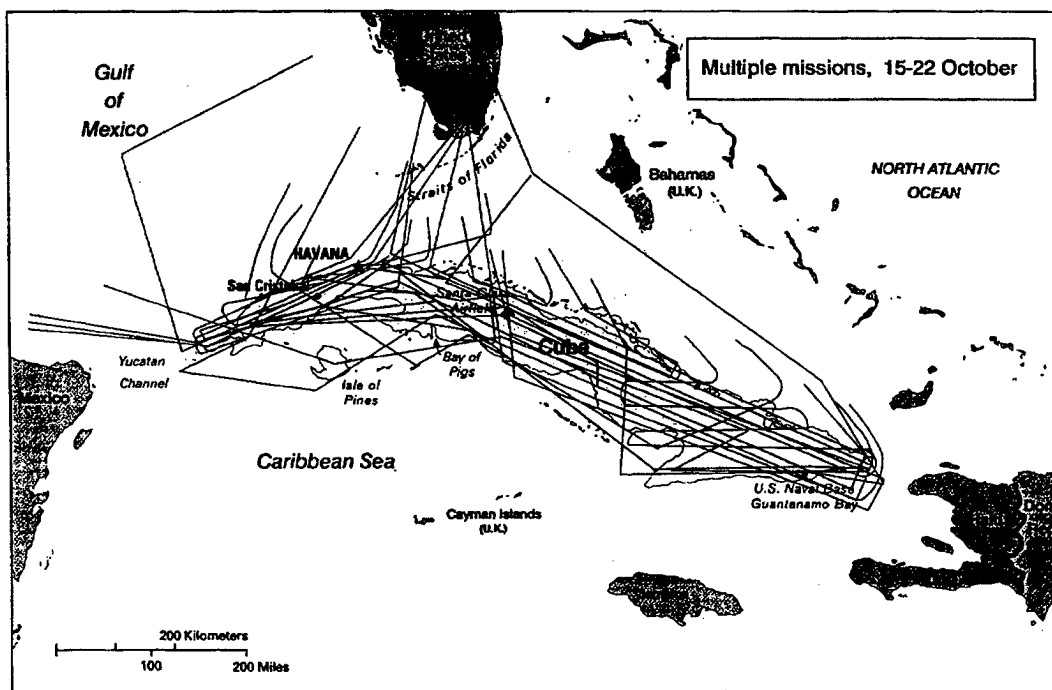 Multiple missions, 15-22 October
Gulf
of
Mexico
Straits of Florida
Bahamas
(U.K.)
NORTH ATLANTIC
OCEAN
HAVANA
San
Santa
Cuba
Yucatan
Channel
Bay of
Pigs
Isle of
Pines
Mexico
Caribbean Sea
U.S. Naval Base
Guantanamo Bay
Cayman Islands
(U.K.)
200 Kilometers
100
200 Miles